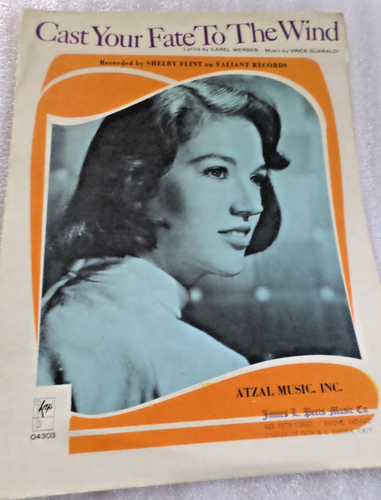 Cast Your Fate To The Wind
Lyrics by CAREL WERBER Music by VINCE GUARALDI
Recorded by SHELBY FLINT on VALIANT RECORDS
ATZAL MUSIC, INC.
James L. Music Co.
04303